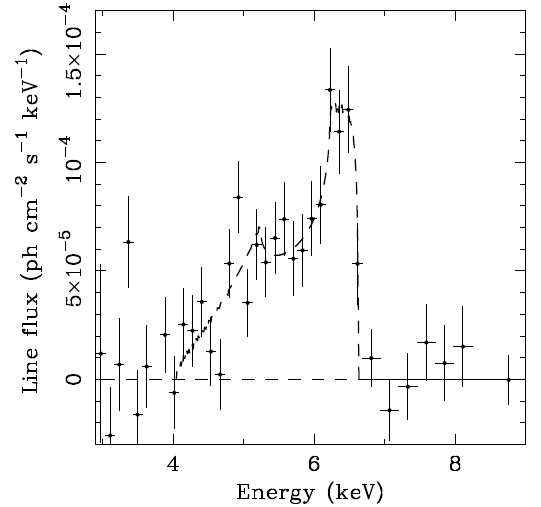 Line flux (ph cm⁻² s⁻¹ keV⁻¹)
1.5×10⁻⁴
10⁻⁴
5×10⁻⁵
0
4 6 8
Energy (keV)